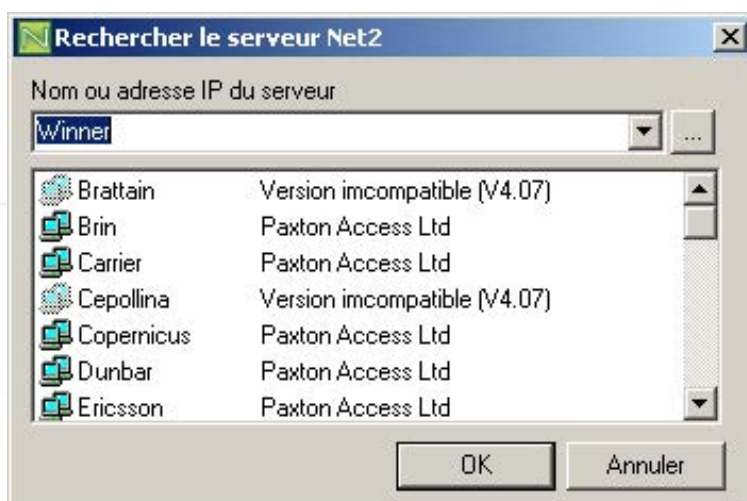 Rechercher le serveur Net2
Nom ou adresse IP du serveur
Winner
...
Brattain Version imcompatible (V4.07)
Brin Paxton Access Ltd
Carrier Paxton Access Ltd
Cepollina Version imcompatible (V4.07)
Copernicus Paxton Access Ltd
Dunbar Paxton Access Ltd
Ericsson Paxton Access Ltd
OK Annuler